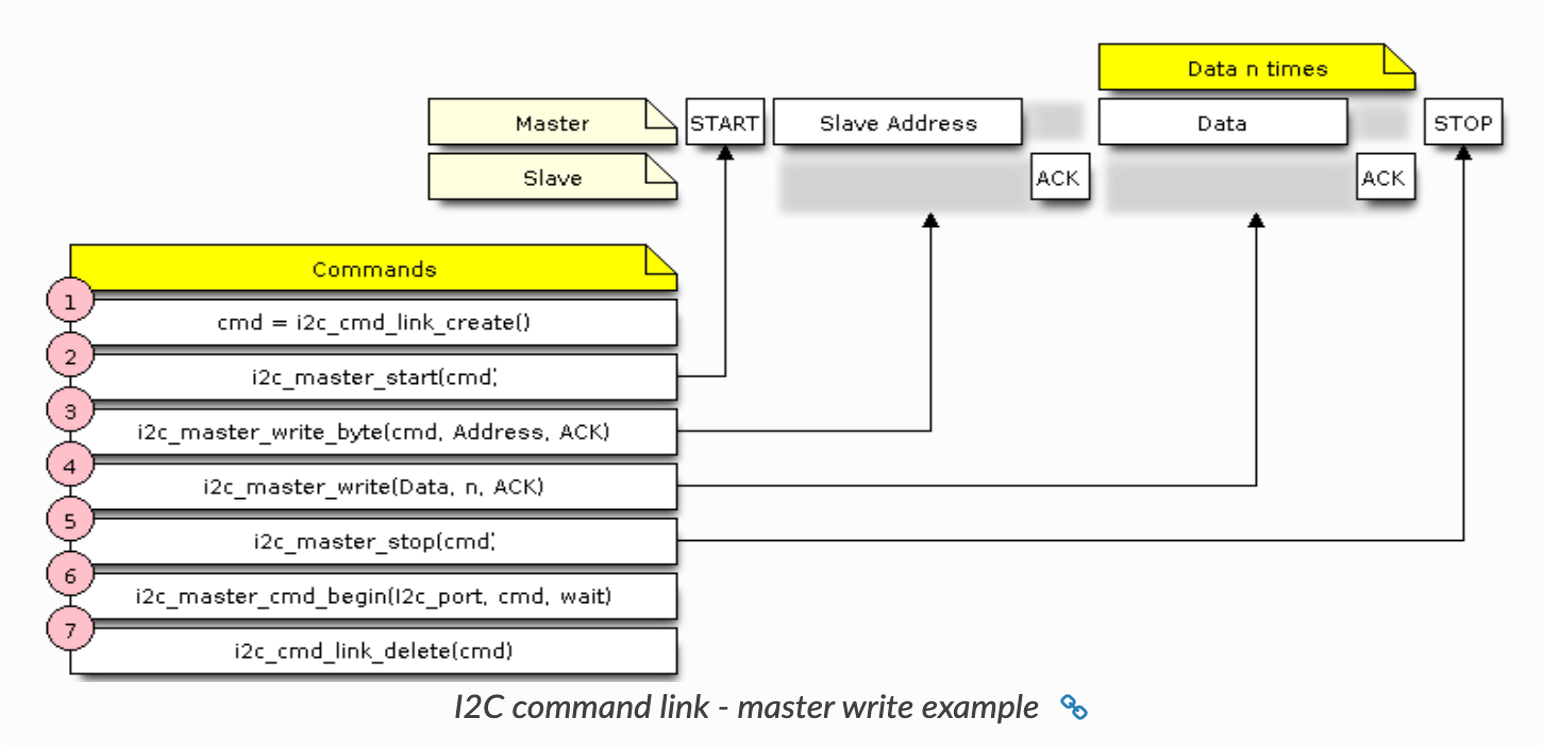 Data n times
Master START Slave Address Data STOP
Slave ACK ACK
Commands
1
cmd = i2c_cmd_link_create()
2
i2c_master_start(cmd;
3
i2c_master_write_byte(cmd, Address, ACK)
4
i2c_master_write(Data, n, ACK)
5
i2c_master_stop(cmd;
6
i2c_master_cmd_begin(I2c_port, cmd, wait)
7
i2c_cmd_link_delete(cmd)
I2C command link - master write example